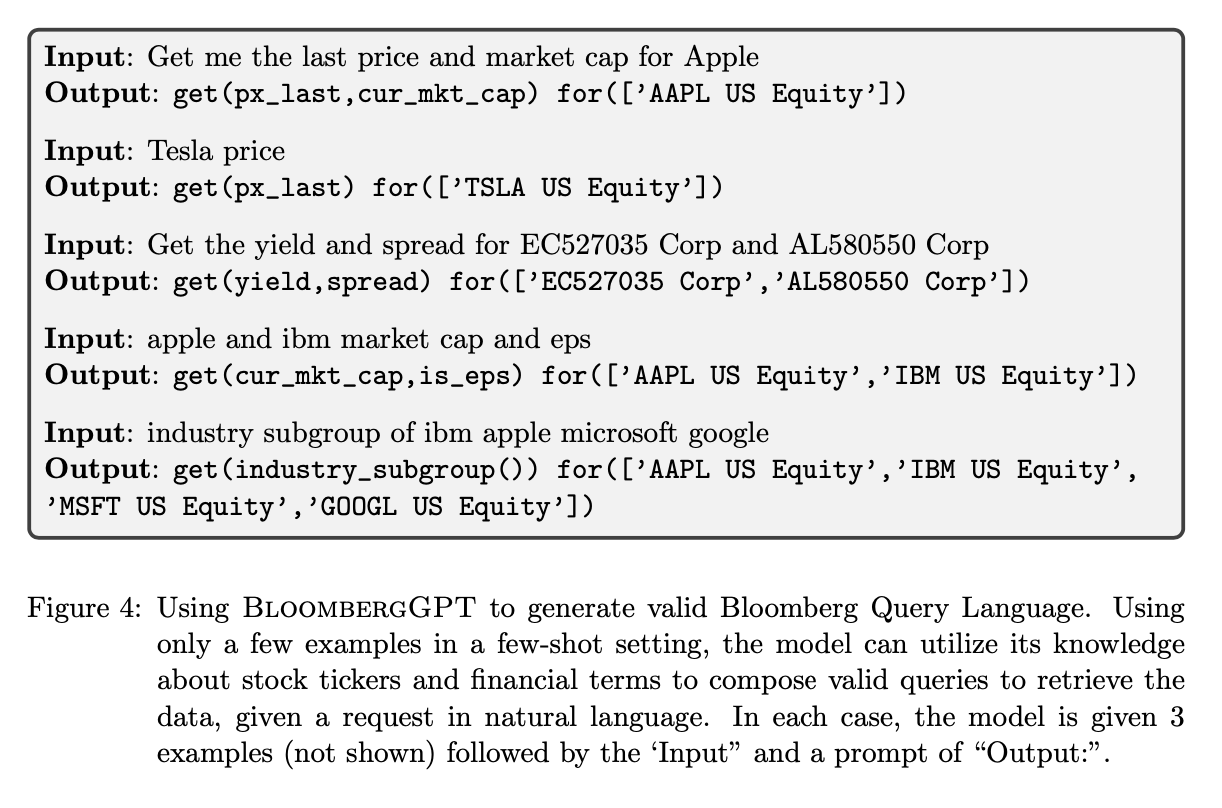 Input: Get me the last price and market cap for Apple
Output: get(px_last,cur_mkt_cap) for(['AAPL US Equity'])
Input: Tesla price
Output: get(px_last) for(['TSLA US Equity'])
Input: Get the yield and spread for EC527035 Corp and AL580550 Corp
Output: get(yield,spread) for(['EC527035 Corp','AL580550 Corp'])
Input: apple and ibm market cap and eps
Output: get(cur_mkt_cap,is_eps) for(['AAPL US Equity','IBM US Equity'])
Input: industry subgroup of ibm apple microsoft google
Output: get(industry_subgroup()) for(['AAPL US Equity','IBM US Equity',
'MSFT US Equity','GOOGL US Equity'])
Figure 4: Using BLOOMBERGGPT to generate valid Bloomberg Query Language. Using
only a few examples in a few-shot setting, the model can utilize its knowledge
about stock tickers and financial terms to compose valid queries to retrieve the
data, given a request in natural language. In each case, the model is given 3
examples (not shown) followed by the ‘Input” and a prompt of “Output:”.